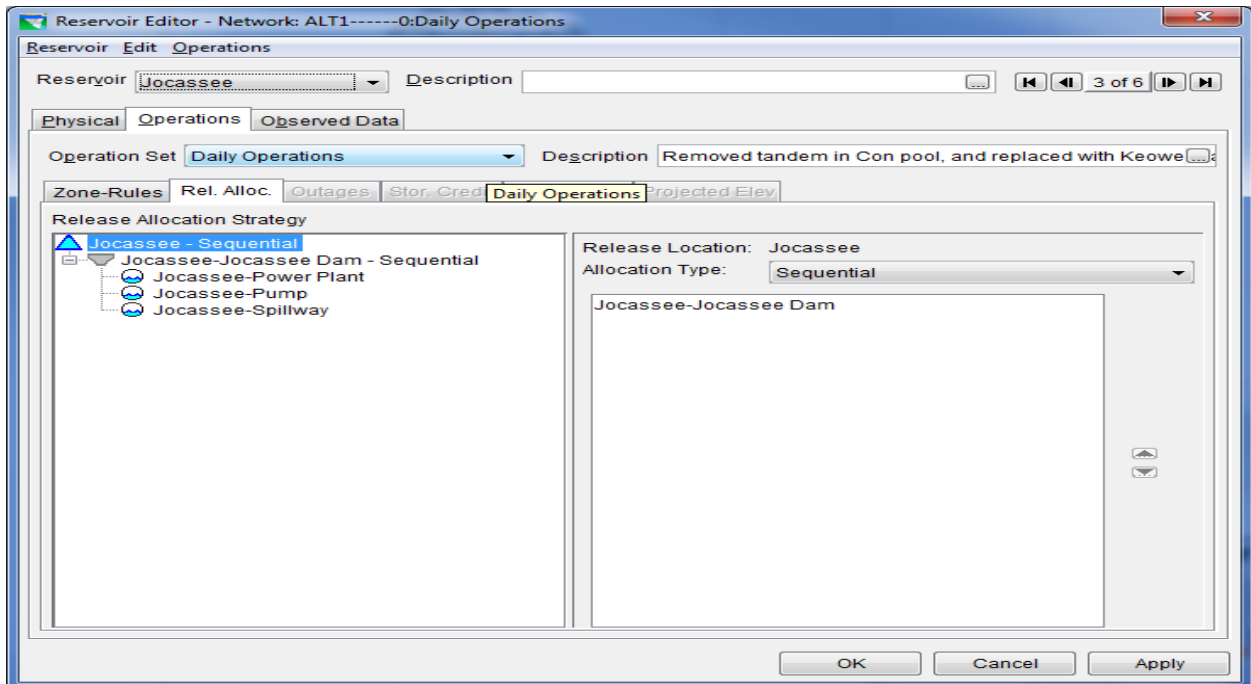 Reservoir Editor - Network: ALT1------0:Daily Operations
Reservoir Edit Operations
Reservoir Jocassee Description ... 3 of 6
Physical Operations Observed Data
Operation Set Daily Operations Description Removed tandem in Con pool, and replaced with Keowe ...
Zone-Rules Rel. Alloc. Outages Stor. Credi Daily Operations Projected Elev
Release Allocation Strategy
Jocassee - Sequential
Jocassee-Jocassee Dam - Sequential
Jocassee-Power Plant
Jocassee-Pump
Jocassee-Spillway
Release Location: Jocassee
Allocation Type: Sequential
Jocassee-Jocassee Dam
OK Cancel Apply